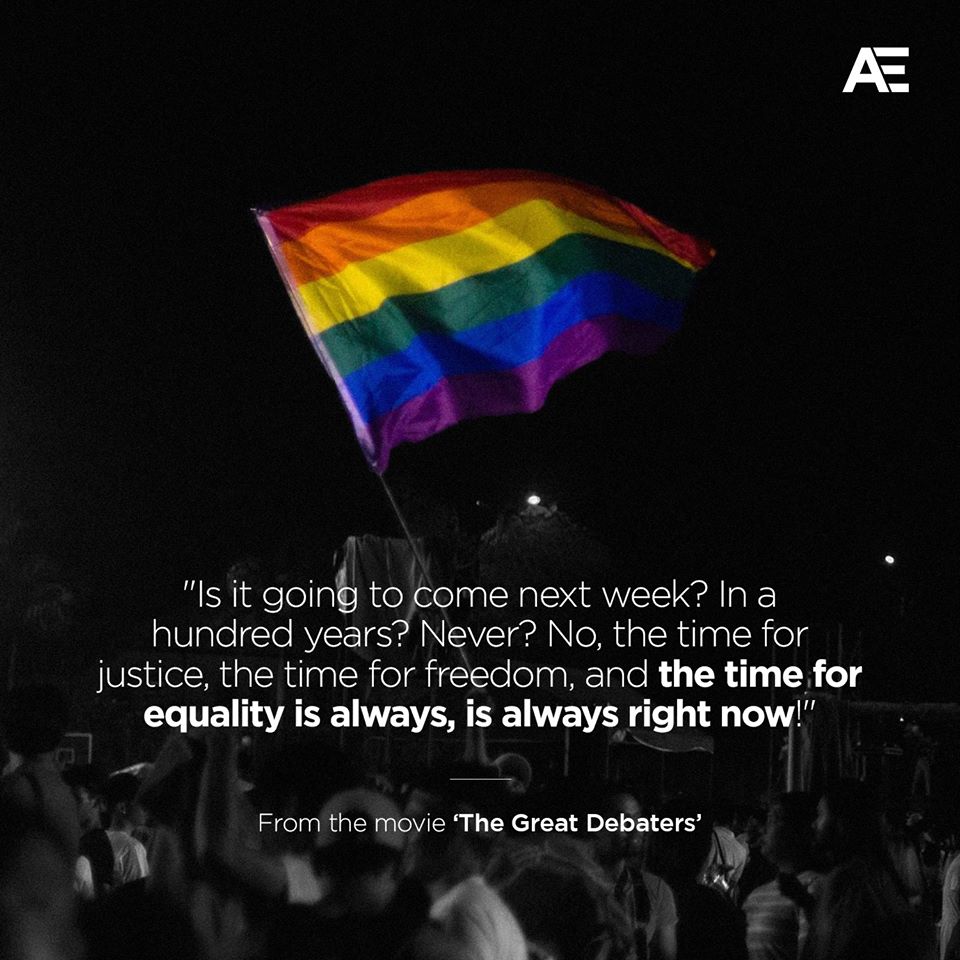 AE
"Is it going to come next week? In a
hundred years? Never? No, the time for
justice, the time for freedom, and the time for
equality is always, is always right now!"
From the movie ‘The Great Debaters’